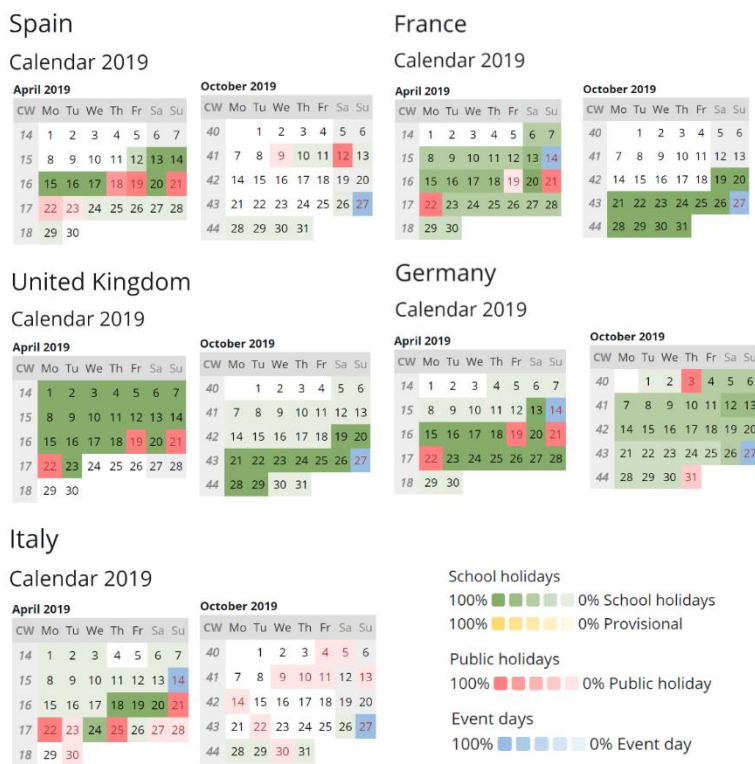 Spain
Calendar 2019
April 2019
CW Mo Tu We Th Fr Sa Su
14 1 2 3 4 5 6 7
15 8 9 10 11 12 13 14
16 15 16 17 18 19 20 21
17 22 23 24 25 26 27 28
18 29 30
October 2019
CW Mo Tu We Th Fr Sa Su
40 1 2 3 4 5 6
41 7 8 9 10 11 12 13
42 14 15 16 17 18 19 20
43 21 22 23 24 25 26 27
44 28 29 30 31
France
Calendar 2019
April 2019
CW Mo Tu We Th Fr Sa Su
14 1 2 3 4 5 6 7
15 8 9 10 11 12 13 14
16 15 16 17 18 19 20 21
17 22 23 24 25 26 27 28
18 29 30
October 2019
CW Mo Tu We Th Fr Sa Su
40 1 2 3 4 5 6
41 7 8 9 10 11 12 13
42 14 15 16 17 18 19 20
43 21 22 23 24 25 26 27
44 28 29 30 31
United Kingdom
Calendar 2019
April 2019
CW Mo Tu We Th Fr Sa Su
14 1 2 3 4 5 6 7
15 8 9 10 11 12 13 14
16 15 16 17 18 19 20 21
17 22 23 24 25 26 27 28
18 29 30
October 2019
CW Mo Tu We Th Fr Sa Su
40 1 2 3 4 5 6
41 7 8 9 10 11 12 13
42 14 15 16 17 18 19 20
43 21 22 23 24 25 26 27
44 28 29 30 31
Germany
Calendar 2019
April 2019
CW Mo Tu We Th Fr Sa Su
14 1 2 3 4 5 6 7
15 8 9 10 11 12 13 14
16 15 16 17 18 19 20 21
17 22 23 24 25 26 27 28
18 29 30
October 2019
CW Mo Tu We Th Fr Sa Su
40 1 2 3 4 5 6
41 7 8 9 10 11 12 13
42 14 15 16 17 18 19 20
43 21 22 23 24 25 26 27
44 28 29 30 31
Italy
Calendar 2019
April 2019
CW Mo Tu We Th Fr Sa Su
14 1 2 3 4 5 6 7
15 8 9 10 11 12 13 14
16 15 16 17 18 19 20 21
17 22 23 24 25 26 27 28
18 29 30
October 2019
CW Mo Tu We Th Fr Sa Su
40 1 2 3 4 5 6
41 7 8 9 10 11 12 13
42 14 15 16 17 18 19 20
43 21 22 23 24 25 26 27
44 28 29 30 31
School holidays
100% 0% School holidays
100% 0% Provisional
Public holidays
100% 0% Public holiday
Event days
100% 0% Event day